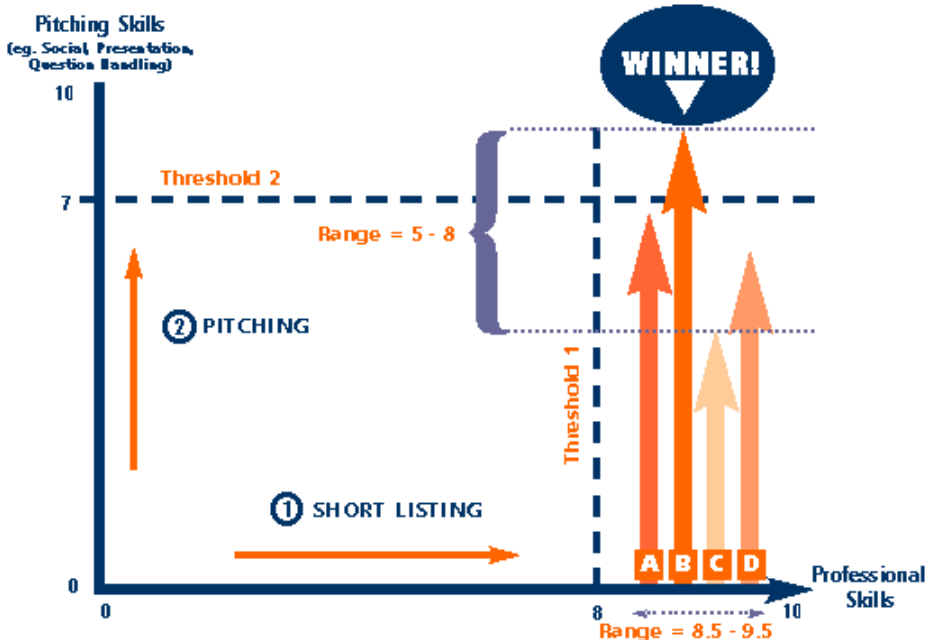 Pitching Skills
(eg. Social, Presentation,
Question Handling)
10
WINNER!
Threshold 2
7
Range = 5 - 8
2 PITCHING
Threshold 1
1 SHORT LISTING
A B C D
0
Professional
Skills
0 8 10
Range = 8.5 - 9.5